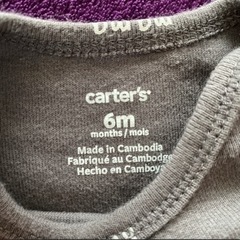 carter's
6m
months / mois
Made in Cambodia
Fabriqué au Cambodge
Hecho en Camboya